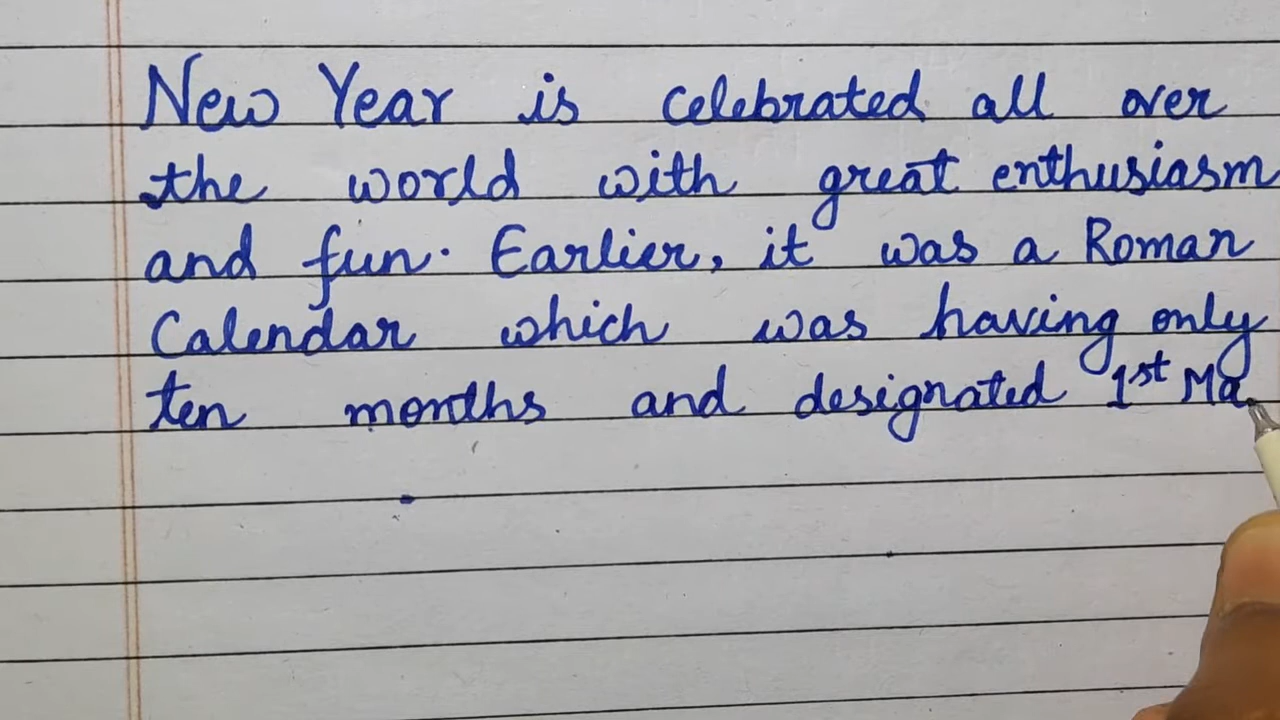 New Year is celebrated all over
the world with great enthusiasm
and fun. Earlier, it was a Roman
Calendar which was having only
ten months and designated 1st Ma